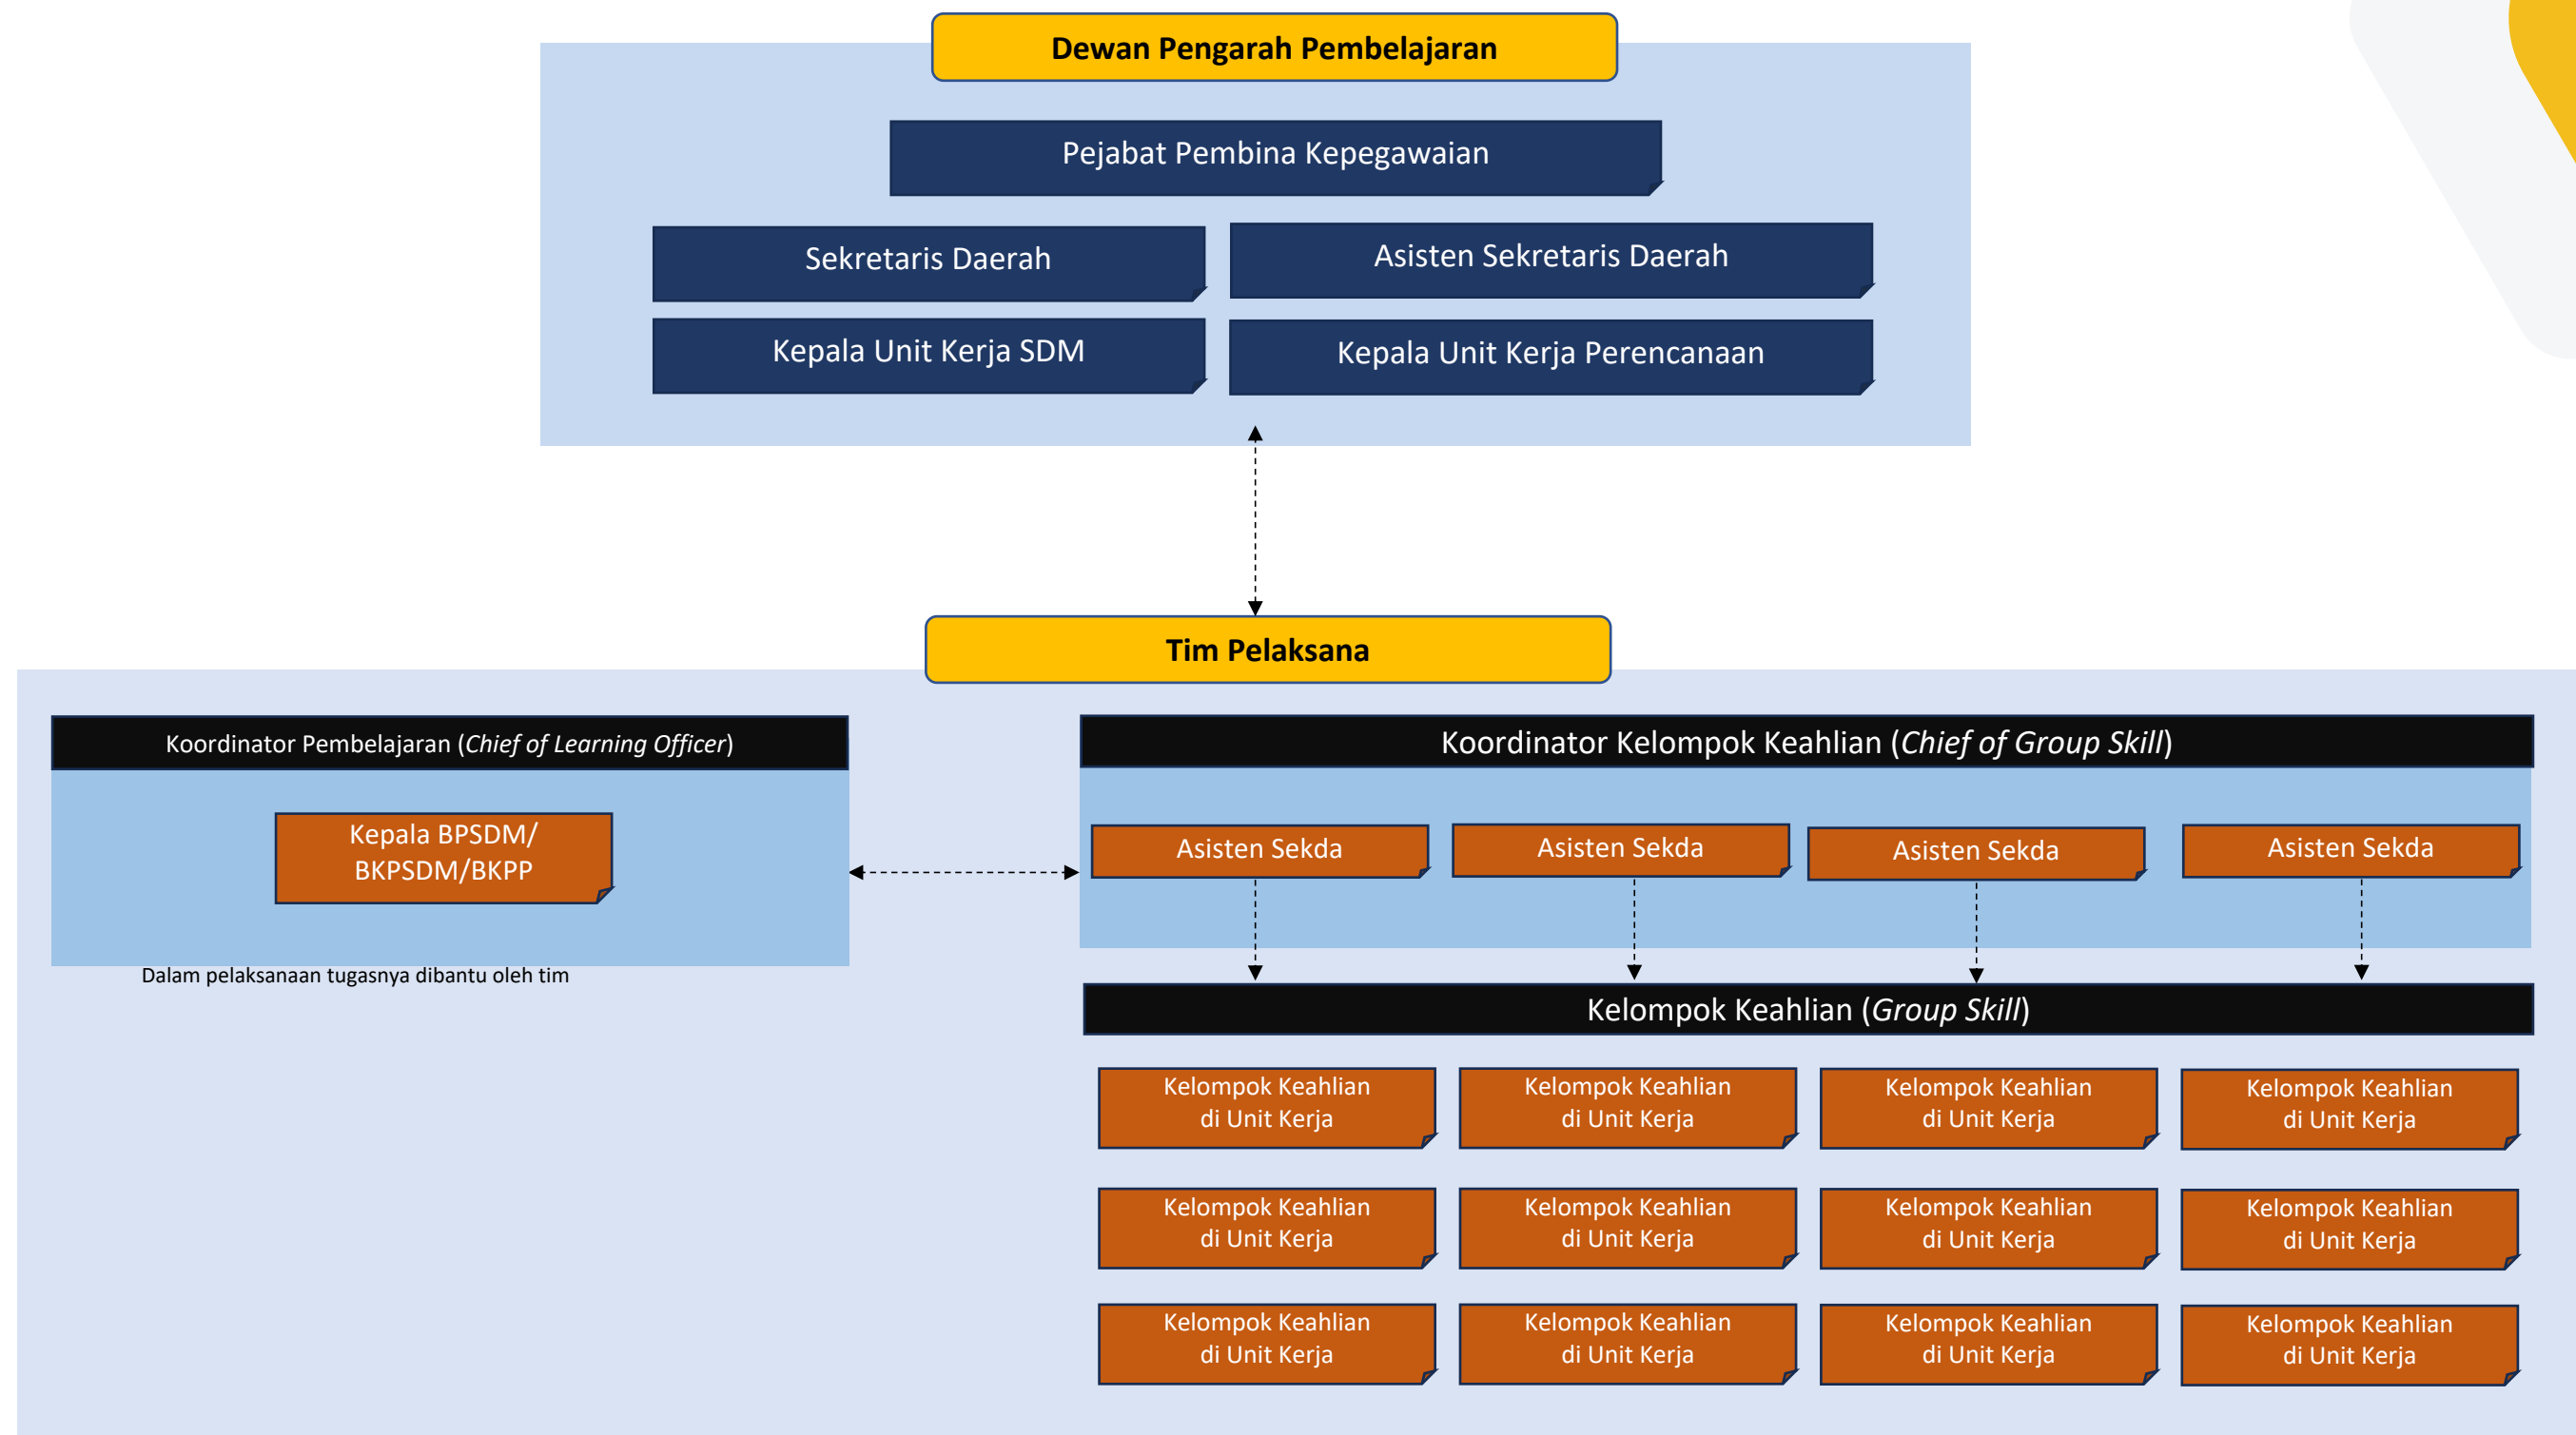 Dewan Pengarah Pembelajaran
Pejabat Pembina Kepegawaian
Sekretaris Daerah
Asisten Sekretaris Daerah
Kepala Unit Kerja SDM
Kepala Unit Kerja Perencanaan
Tim Pelaksana
Koordinator Pembelajaran (Chief of Learning Officer)
Kepala BPSDM/
BKPSDM/BKPP
Dalam pelaksanaan tugasnya dibantu oleh tim
Koordinator Kelompok Keahlian (Chief of Group Skill)
Asisten Sekda
Asisten Sekda
Asisten Sekda
Asisten Sekda
Kelompok Keahlian (Group Skill)
Kelompok Keahlian
di Unit Kerja
Kelompok Keahlian
di Unit Kerja
Kelompok Keahlian
di Unit Kerja
Kelompok Keahlian
di Unit Kerja
Kelompok Keahlian
di Unit Kerja
Kelompok Keahlian
di Unit Kerja
Kelompok Keahlian
di Unit Kerja
Kelompok Keahlian
di Unit Kerja
Kelompok Keahlian
di Unit Kerja
Kelompok Keahlian
di Unit Kerja
Kelompok Keahlian
di Unit Kerja
Kelompok Keahlian
di Unit Kerja